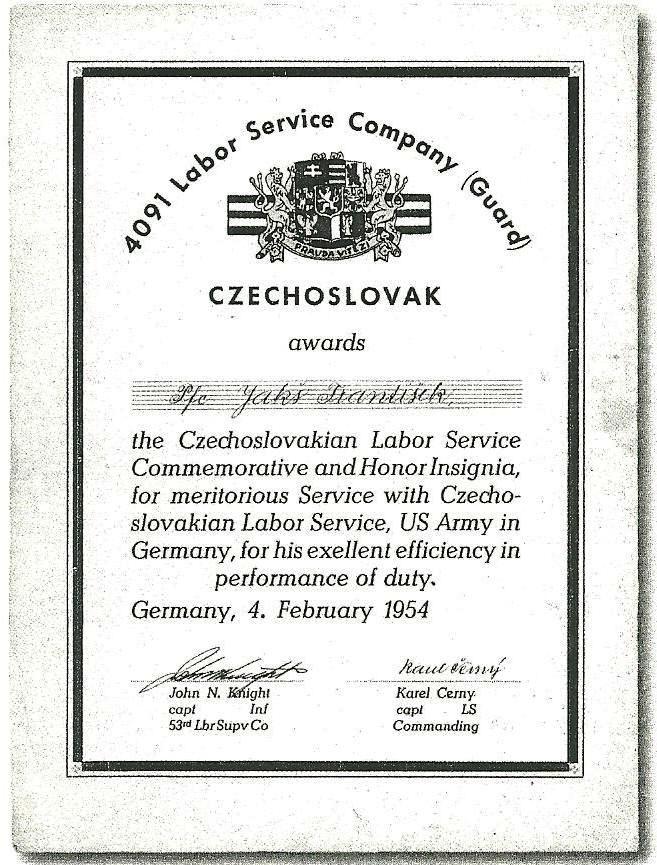 4091 Labor Service Company (Guard)
PRAVDA VÍTĚZÍ
CZECHOSLOVAK
awards
Pfc Jakš František,
the Czechoslovakian Labor Service
Commemorative and Honor Insignia,
for meritorious Service with Czecho-
slovakian Labor Service, US Army in
Germany, for his exellent efficiency in
performance of duty.
Germany, 4. February 1954
John N. Knight
capt Inf
53rd Lbr Supv Co
Karel Černý
Karel Cerny
capt LS
Commanding